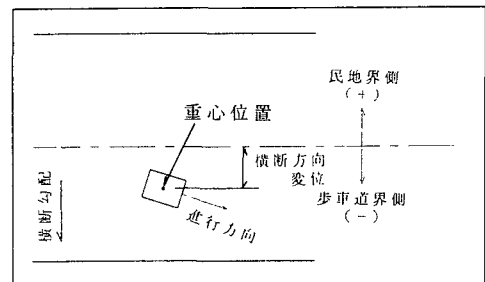 民地界側
(+)
重心位置
横断方向
変位
横断勾配
進行方向
歩車道界側
(-)